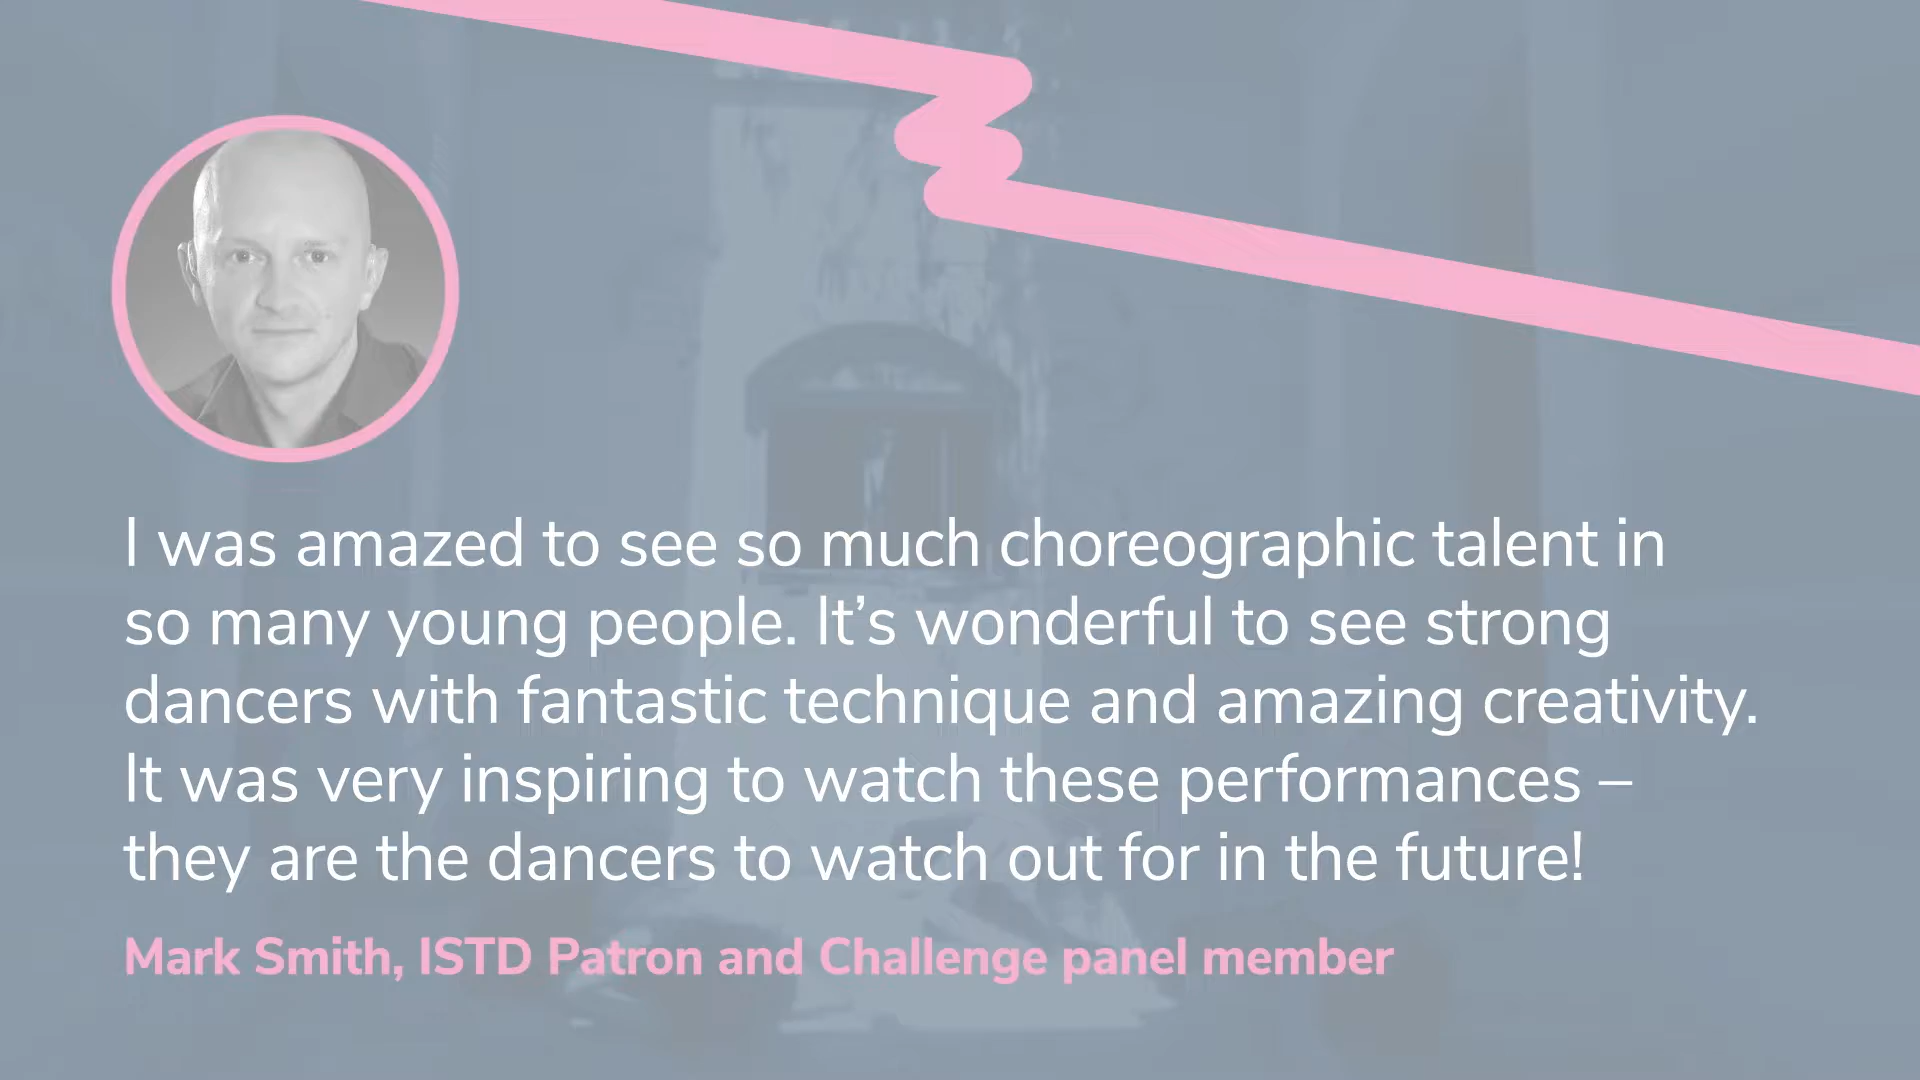 I was amazed to see so much choreographic talent in
so many young people. It’s wonderful to see strong
dancers with fantastic technique and amazing creativity.
It was very inspiring to watch these performances –
they are the dancers to watch out for in the future!
Mark Smith, ISTD Patron and Challenge panel member